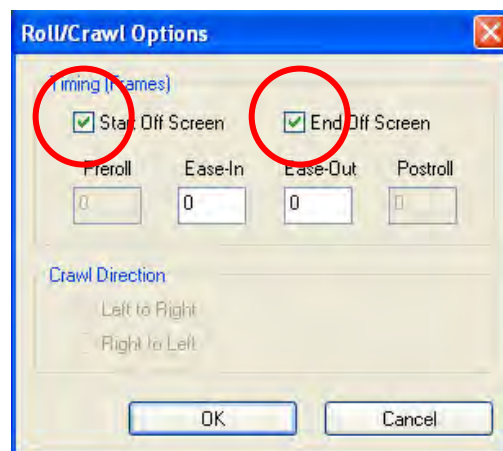 Roll/Crawl Options
Timing (Frames)
Start Off Screen End Off Screen
Preroll Ease-In Ease-Out Postroll
0 0 0 0
Crawl Direction
Left to Right
Right to Left
OK Cancel